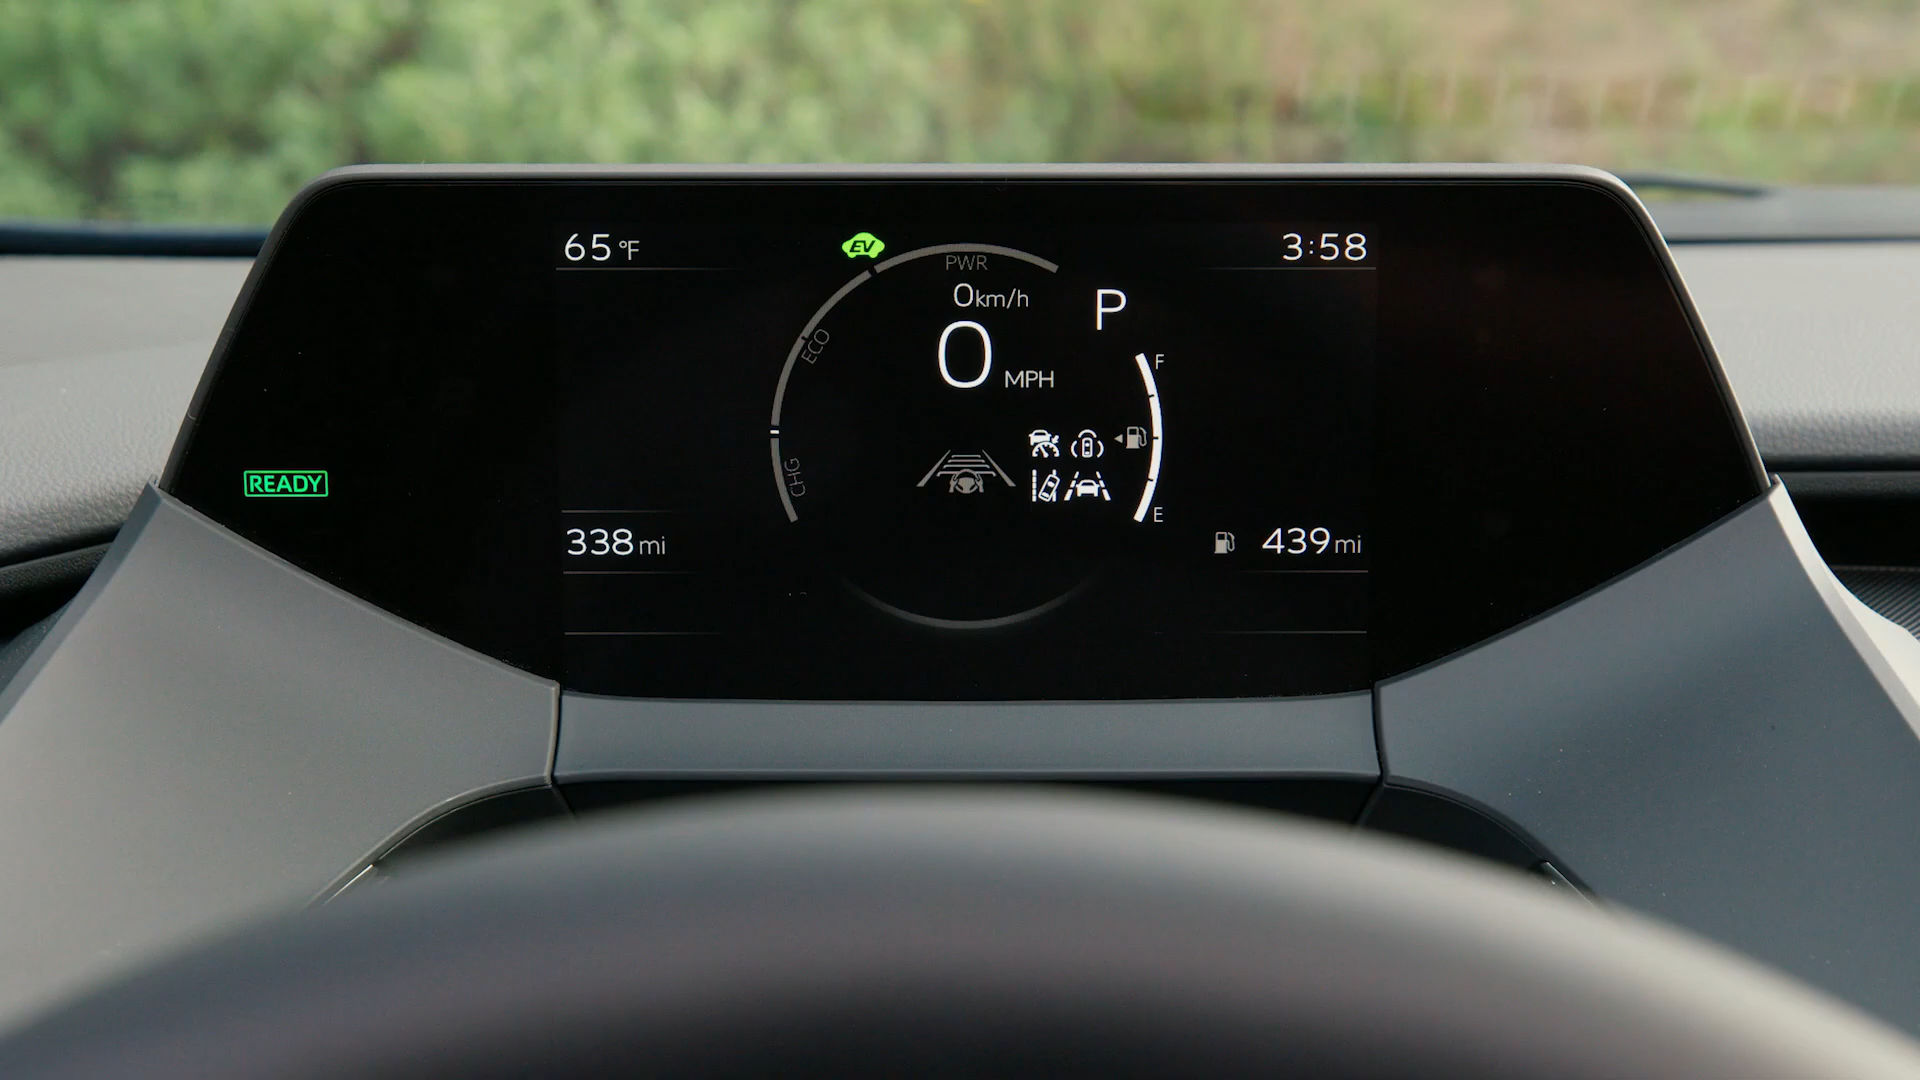 65 °F
EV
3:58
PWR
0 km/h
P
0 MPH
ECO
F
CHG
READY
E
338 mi
439 mi